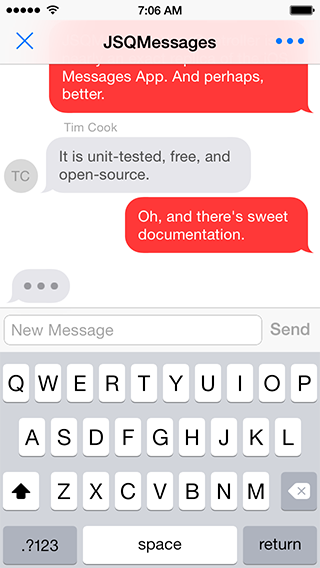 7:06 AM
JSQMessages
Messages App. And perhaps,
better.
Tim Cook
TC
It is unit-tested, free, and
open-source.
Oh, and there's sweet
documentation.
New Message
Send
Q W E R T Y U I O P
A S D F G H J K L
Z X C V B N M
.?123
space
return